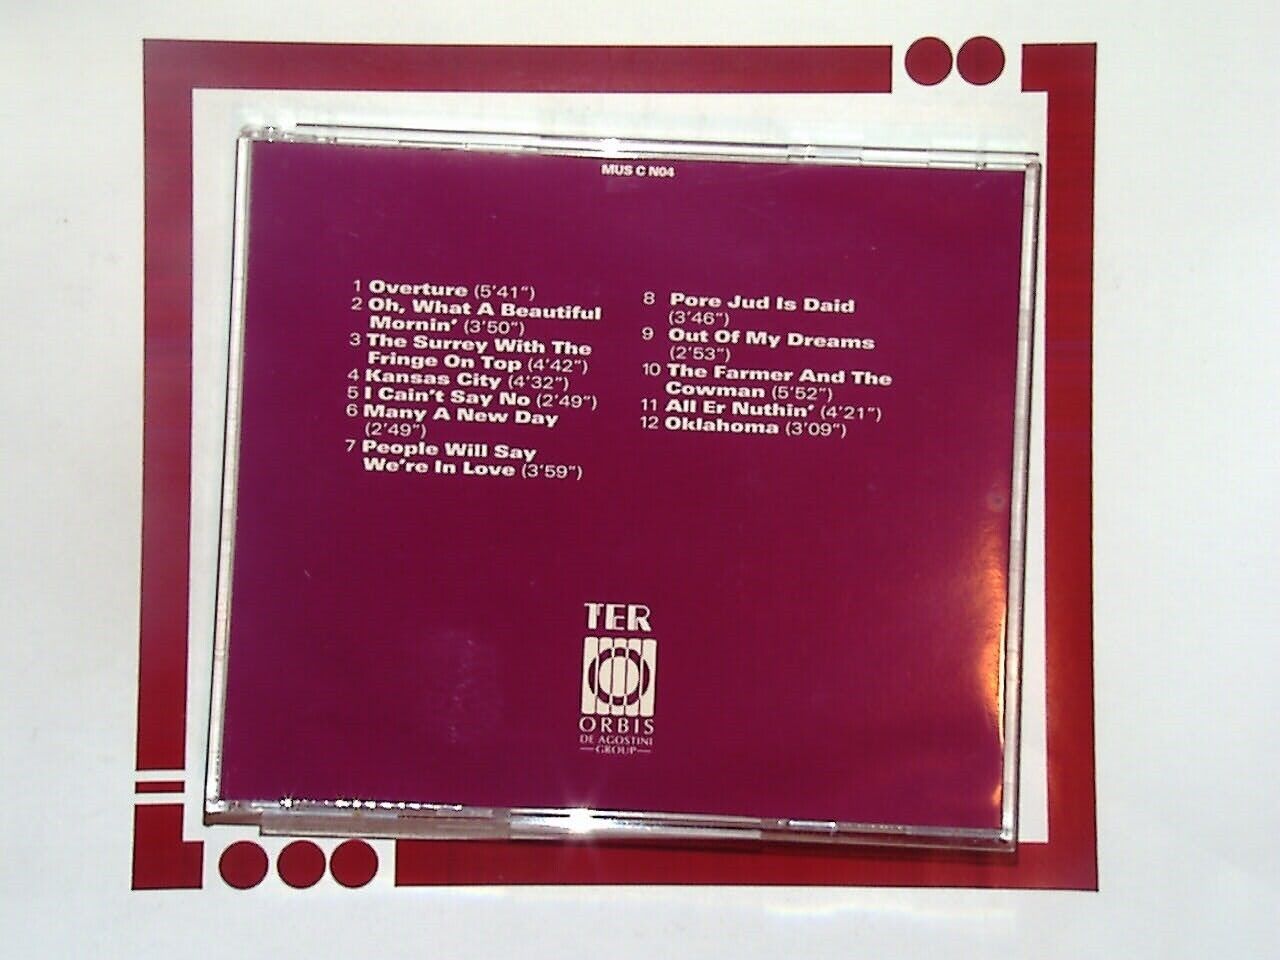 MUS C N04
1 Overture (5'41")
2 Oh, What A Beautiful
Mornin' (3'50")
3 The Surrey With The
Fringe On Top (4'42")
4 Kansas City (4'32")
5 I Cain't Say No (2'49")
6 Many A New Day
(2'49")
7 People Will Say
We're In Love (3'59")
8 Pore Jud Is Daid
(3'46")
9 Out Of My Dreams
(2'53")
10 The Farmer And The
Cowman (5'52")
11 All Er Nuthin' (4'21")
12 Oklahoma (3'09")
TER
ORBIS
DE AGOSTINI
—GROUP—